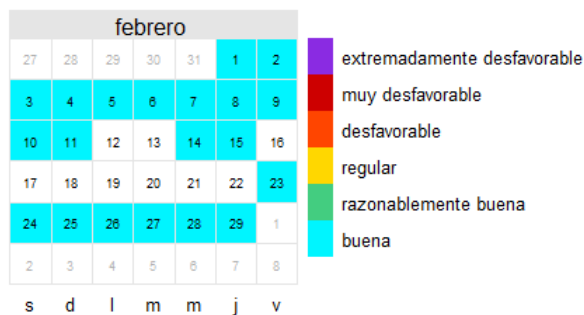 febrero
27 28 29 30 31 1 2
3 4 5 6 7 8 9
10 11 12 13 14 15 16
17 18 19 20 21 22 23
24 25 26 27 28 29 1
2 3 4 5 6 7 8
s d l m m j v
extremadamente desfavorable
muy desfavorable
desfavorable
regular
razonablemente buena
buena